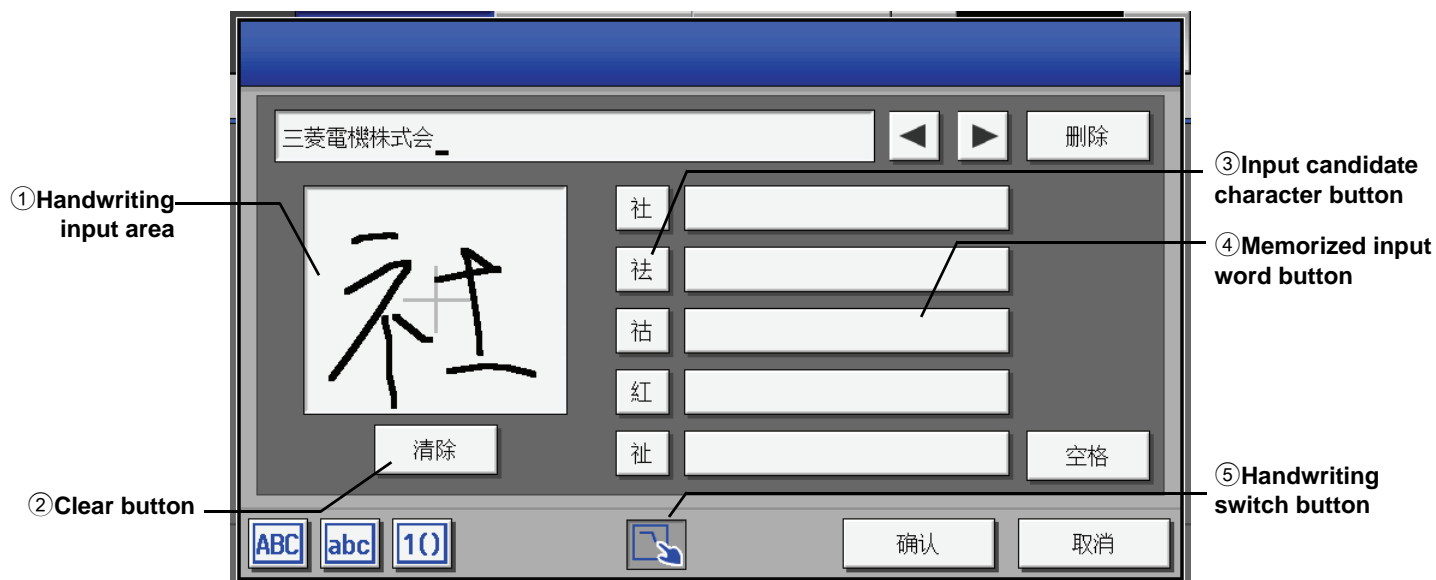 三菱電機株式会_
◀ ▶ 删除
①Handwriting
input area
社
社
③Input candidate
character button
祛
④Memorized input
word button
祜
紅
清除
祉
空格
②Clear button
⑤Handwriting
switch button
ABC abc 1()
确认
取消